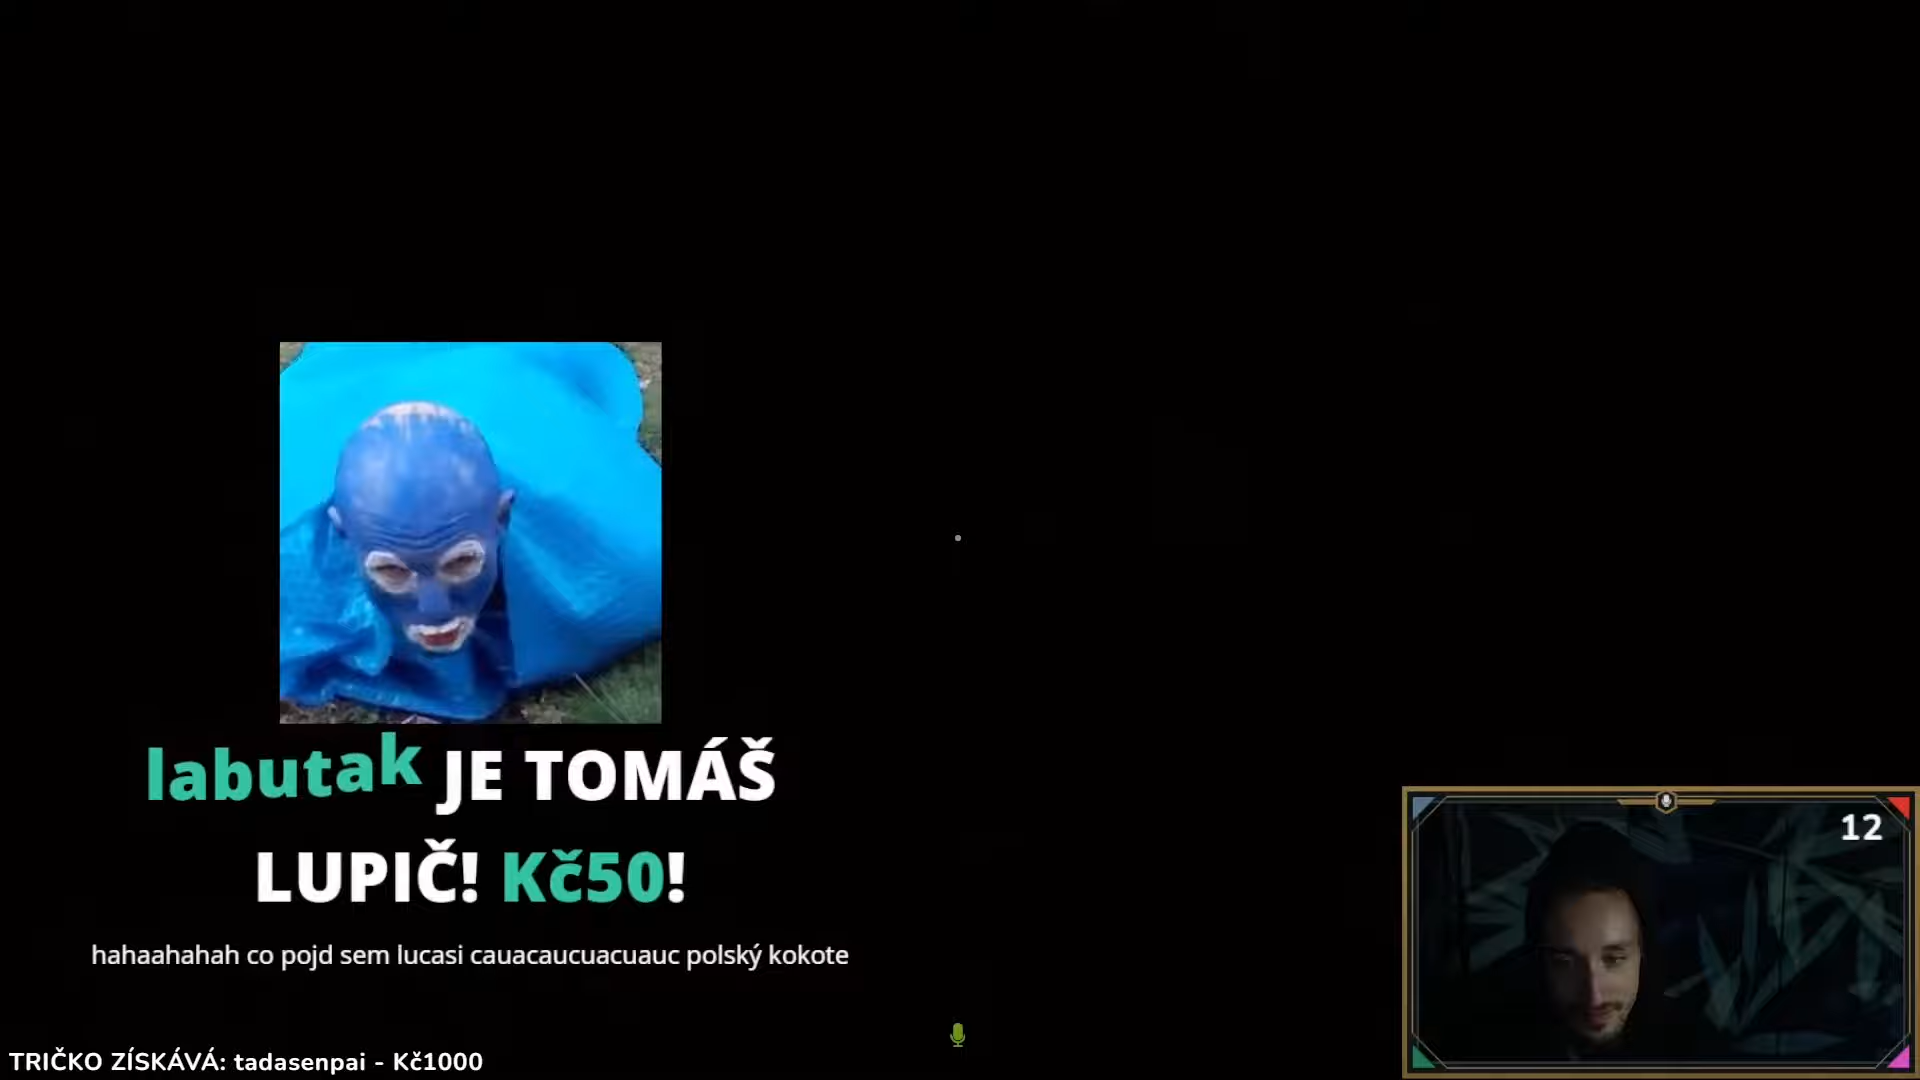 labutak JE TOMÁŠ
LUPIČ! Kč50!
hahaahahah co pojd sem lucasi cauacaucuacuauc polský kokote
12
TRIČKO ZÍSKÁVÁ: tadasenpai - Kč1000